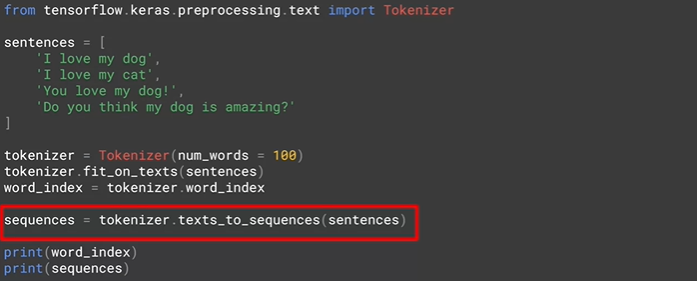 from tensorflow.keras.preprocessing.text import Tokenizer
sentences = [
'I love my dog',
'I love my cat',
'You love my dog!',
'Do you think my dog is amazing?'
]
tokenizer = Tokenizer(num_words = 100)
tokenizer.fit_on_texts(sentences)
word_index = tokenizer.word_index
sequences = tokenizer.texts_to_sequences(sentences)
print(word_index)
print(sequences)